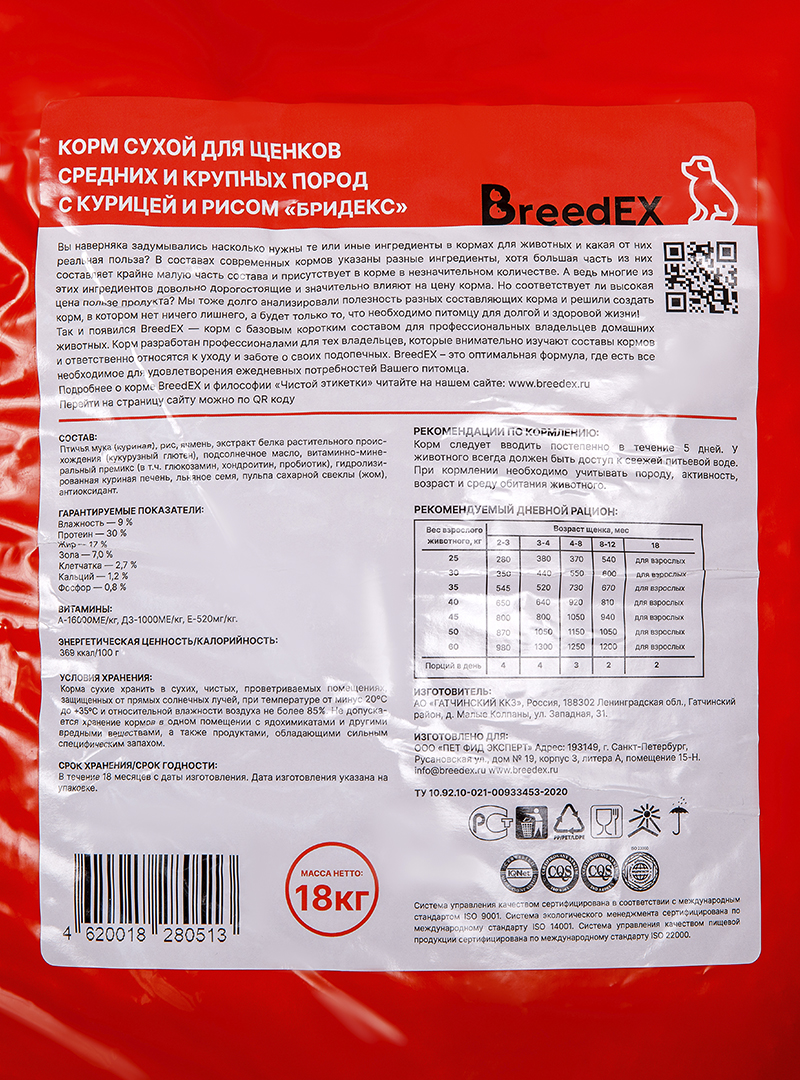 КОРМ СУХОЙ ДЛЯ ЩЕНКОВ
СРЕДНИХ И КРУПНЫХ ПОРОД
С КУРИЦЕЙ И РИСОМ «БРИДЕКС»
BreedEX
Вы наверняка задумывались насколько нужны те или иные ингредиенты в кормах для животных и какая от них
реальная польза? В составах современных кормов указаны разные ингредиенты, хотя большая часть из них
составляет крайне малую часть состава и присутствует в корме в незначительном количестве. А ведь многие из
этих ингредиентов довольно дорогостоящие и значительно влияют на цену корма. Но соответствует ли высокая
цена пользе продукта? Мы тоже долго анализировали полезность разных составляющих корма и решили создать
корм, в котором нет ничего лишнего, а будет только то, что необходимо питомцу для долгой и здоровой жизни!
Так и появился BreedEX — корм с базовым коротким составом для профессиональных владельцев домашних
животных. Корм разработан профессионалами для тех владельцев, которые внимательно изучают составы кормов
и ответственно относятся к уходу и заботе о своих подопечных. BreedEX – это оптимальная формула, где есть все
необходимое для удовлетворения ежедневных потребностей Вашего питомца.
Подробнее о корме BreedEX и философии «Чистой этикетки» читайте на нашем сайте: www.breedex.ru
Перейти на страницу сайту можно по QR коду
СОСТАВ:
Птичья мука (куриная), рис, ячмень, экстракт белка растительного проис-
хождения (кукурузный глютен), подсолнечное масло, витаминно-мине-
ральный премикс (в т.ч. глюкозамин, хондроитин, пробиотик), гидролизи-
рованная куриная печень, льняное семя, пульпа сахарной свеклы (жом),
антиоксидант.
ГАРАНТИРУЕМЫЕ ПОКАЗАТЕЛИ:
Влажность — 9 %
Протеин — 30 %
Жир — 17 %
Зола — 7,0 %
Клетчатка — 2,7 %
Кальций — 1,2 %
Фосфор — 0,8 %
ВИТАМИНЫ:
А-16000МЕ/кг, Д3-1000МЕ/кг, Е-520мг/кг.
ЭНЕРГЕТИЧЕСКАЯ ЦЕННОСТЬ/КАЛОРИЙНОСТЬ:
369 ккал/100 г
УСЛОВИЯ ХРАНЕНИЯ:
Корма сухие хранить в сухих, чистых, проветриваемых помещениях,
защищенных от прямых солнечных лучей, при температуре от минус 20°С
до +35°С и относительной влажности воздуха не более 85%. Не допуска-
ется хранение кормов в одном помещении с ядохимикатами и другими
вредными веществами, а также продуктами, обладающими сильным
специфическим запахом.
СРОК ХРАНЕНИЯ/СРОК ГОДНОСТИ:
В течение 18 месяцев с даты изготовления. Дата изготовления указана на
упаковке.
4 620018 280513
МАССА НЕТТО:
18кг
РЕКОМЕНДАЦИИ ПО КОРМЛЕНИЮ:
Корм следует вводить постепенно в течение 5 дней. У
животного всегда должен быть доступ к свежей питьевой воде.
При кормлении необходимо учитывать породу, активность,
возраст и среду обитания животного.
РЕКОМЕНДУЕМЫЙ ДНЕВНОЙ РАЦИОН:
Вес взрослого животного, кг Возраст щенка, мес
2-3 3-4 4-8 8-12 18
25 280 380 370 540 для взрослых
30 350 440 550 600 для взрослых
35 545 520 730 670 для взрослых
40 650 640 920 810 для взрослых
45 800 800 1050 940 для взрослых
50 870 1050 1150 1050 для взрослых
60 980 1300 1250 1200 для взрослых
Порций в день 4 4 3 2 2
ИЗГОТОВИТЕЛЬ:
АО «ГАТЧИНСКИЙ ККЗ», Россия, 188302 Ленинградская обл., Гатчинский
район, д. Малые Колпаны, ул. Западная, 31.
ИЗГОТОВЛЕНО ДЛЯ:
ООО «ПЕТ ФИД ЭКСПЕРТ» Адрес: 193149, г. Санкт-Петербург,
Русановская ул., дом № 19, корпус 3, литера А, помещение 15-Н.
info@breedex.ru www.breedex.ru
ТУ 10.92.10-021-00933453-2020
PP/PET/LDPE
ISO 22000
IQNet CQS CQS
Система управления качеством сертифицирована в соответствии с международным
стандартом ISO 9001. Система экологического менеджмента сертифицирована по
международному стандарту ISO 14001. Система управления качеством пищевой
продукции сертифицирована по международному стандарту ISO 22000.